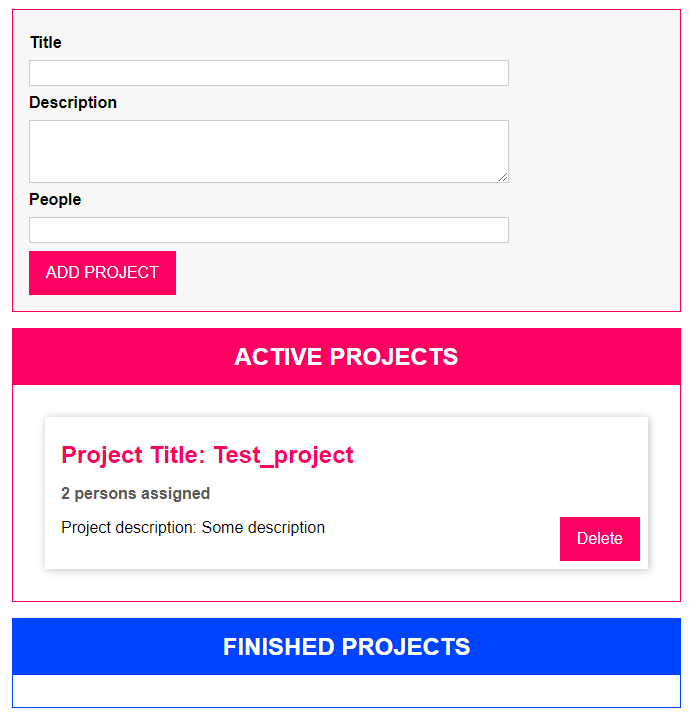 Title
Description
People
ADD PROJECT
ACTIVE PROJECTS
Project Title: Test_project
2 persons assigned
Project description: Some description
Delete
FINISHED PROJECTS